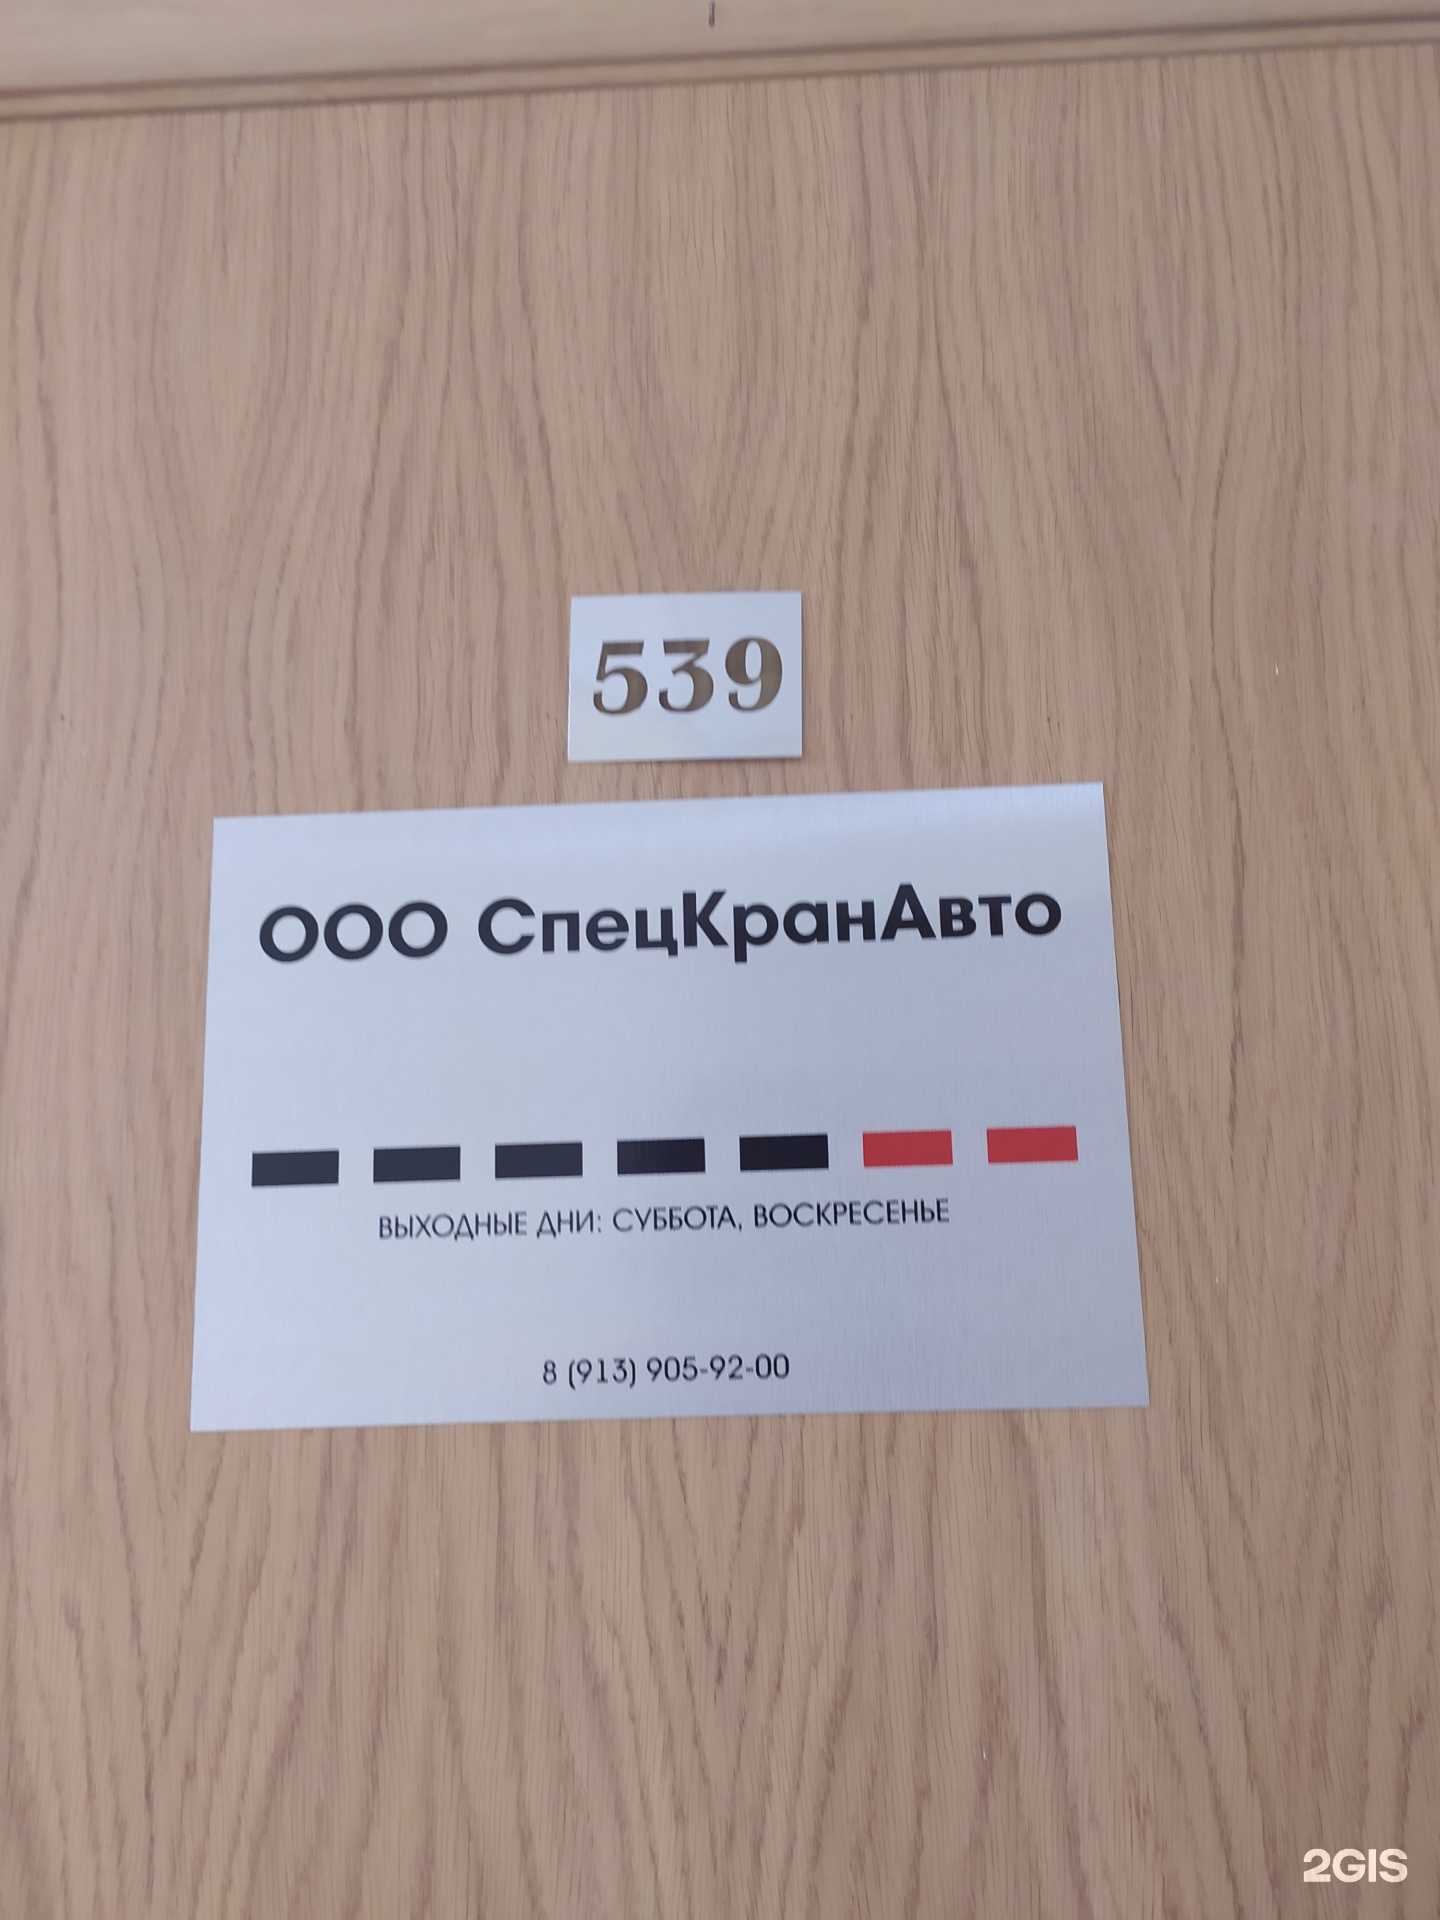 539
ООО СпецКранАвто
ВЫХОДНЫЕ ДНИ: СУББОТА, ВОСКРЕСЕНЬЕ
8 (913) 905-92-00
2GIS